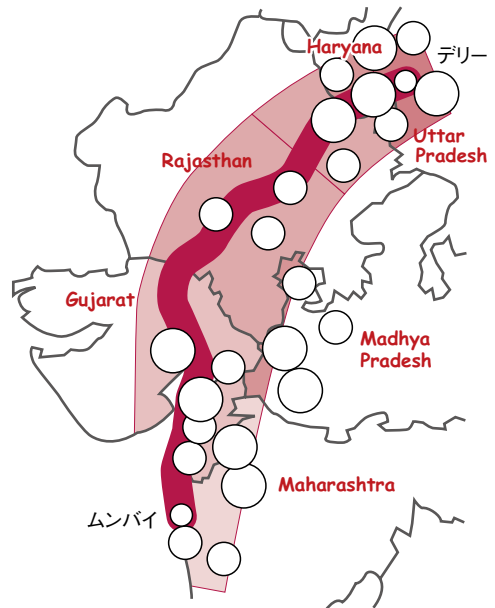 Haryana
デリー
Uttar
Pradesh
Rajasthan
Gujarat
Madhya
Pradesh
Maharashtra
ムンバイ